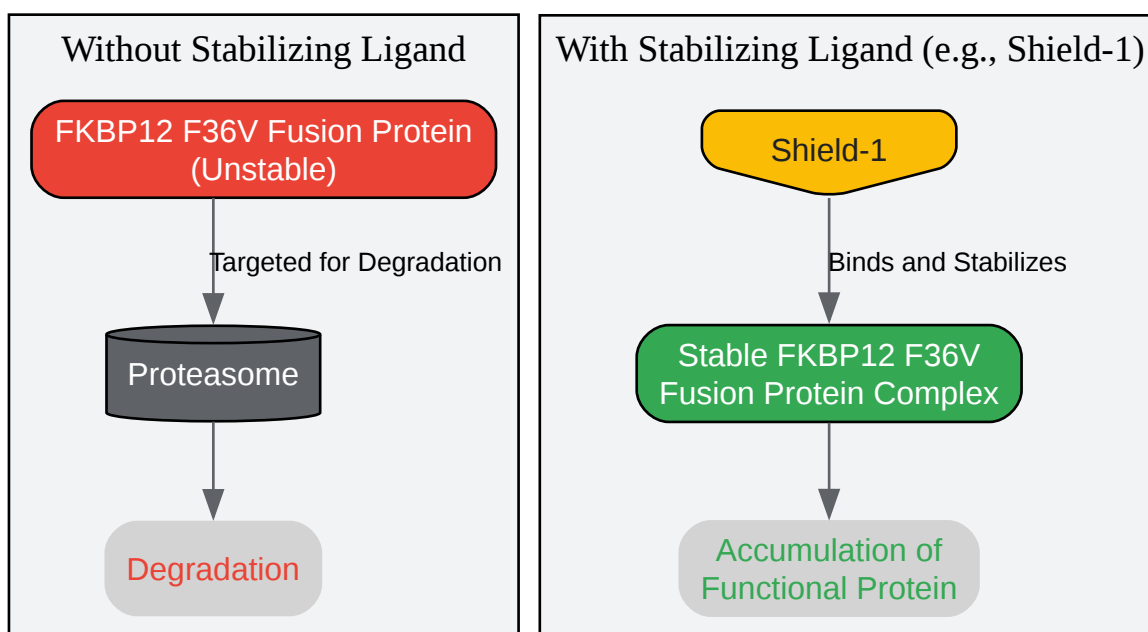 Without Stabilizing Ligand
FKBP12 F36V Fusion Protein
(Unstable)
Targeted for Degradation
Proteasome
Degradation
With Stabilizing Ligand (e.g., Shield-1)
Shield-1
Binds and Stabilizes
Stable FKBP12 F36V
Fusion Protein Complex
Accumulation of
Functional Protein